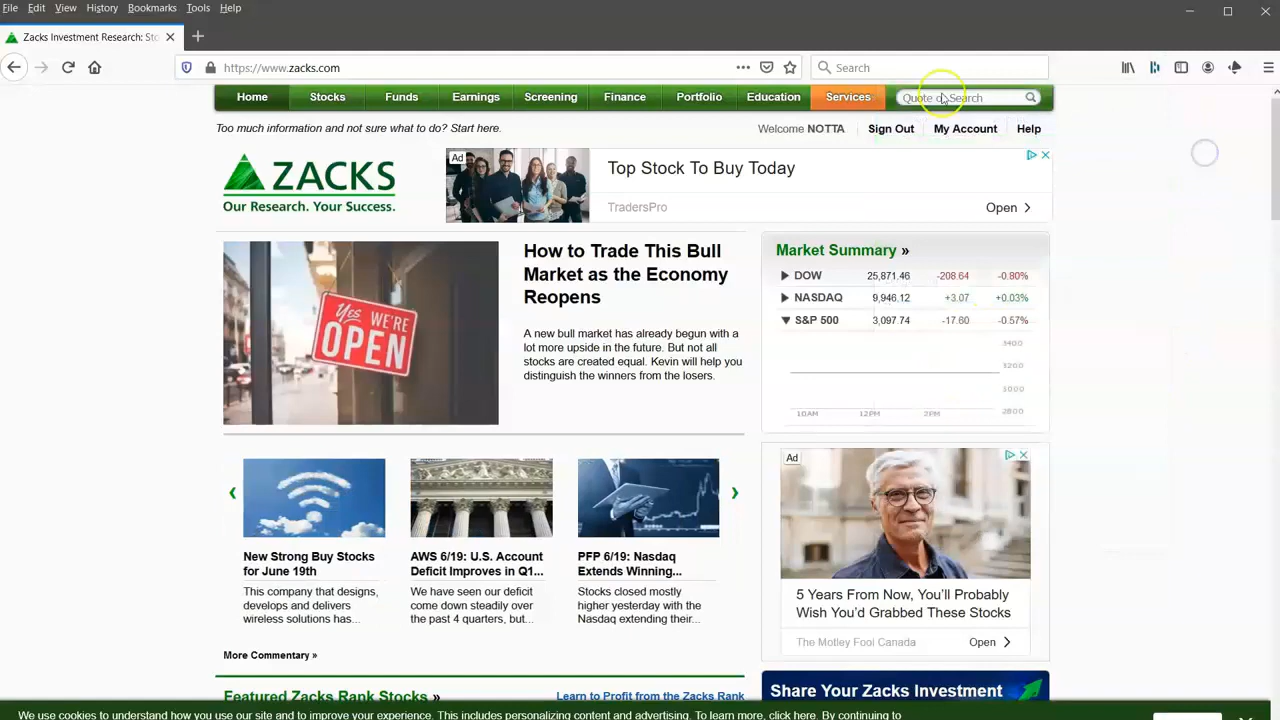 File Edit View History Bookmarks Tools Help
Zacks Investment Research: Sto
https://www.zacks.com
Search
Home Stocks Funds Earnings Screening Finance Portfolio Education Services Quote or Search
Too much information and not sure what to do? Start here.
Welcome NOTTA Sign Out My Account Help
ZACKS
Our Research. Your Success.
Ad
Top Stock To Buy Today
TradersPro
Open
YES WE'RE
OPEN
How to Trade This Bull
Market as the Economy
Reopens
A new bull market has already begun with a
lot more upside in the future. But not all
stocks are created equal. Kevin will help you
distinguish the winners from the losers.
Market Summary »
DOW 25,871.46 -208.64 -0.80%
NASDAQ 9,946.12 +3.07 +0.03%
S&P 500 3,097.74 -17.60 -0.57%
3400
3200
3000
2800
10AM 12PM 2PM
New Strong Buy Stocks
for June 19th
This company that designs,
develops and delivers
wireless solutions has...
AWS 6/19: U.S. Account
Deficit Improves in Q1...
We have seen our deficit
come down steadily over
the past 4 quarters, but...
PFP 6/19: Nasdaq
Extends Winning...
Stocks closed mostly
higher yesterday with the
Nasdaq extending their...
More Commentary »
Ad
5 Years From Now, You'll Probably
Wish You'd Grabbed These Stocks
The Motley Fool Canada
Open
Featured Zacks Rank Stocks »
Learn to Profit from the Zacks Rank
Share Your Zacks Investment
We use cookies to understand how you use our site and to improve your experience. This includes personalizing content and advertising. To learn more, click here. By continuing to